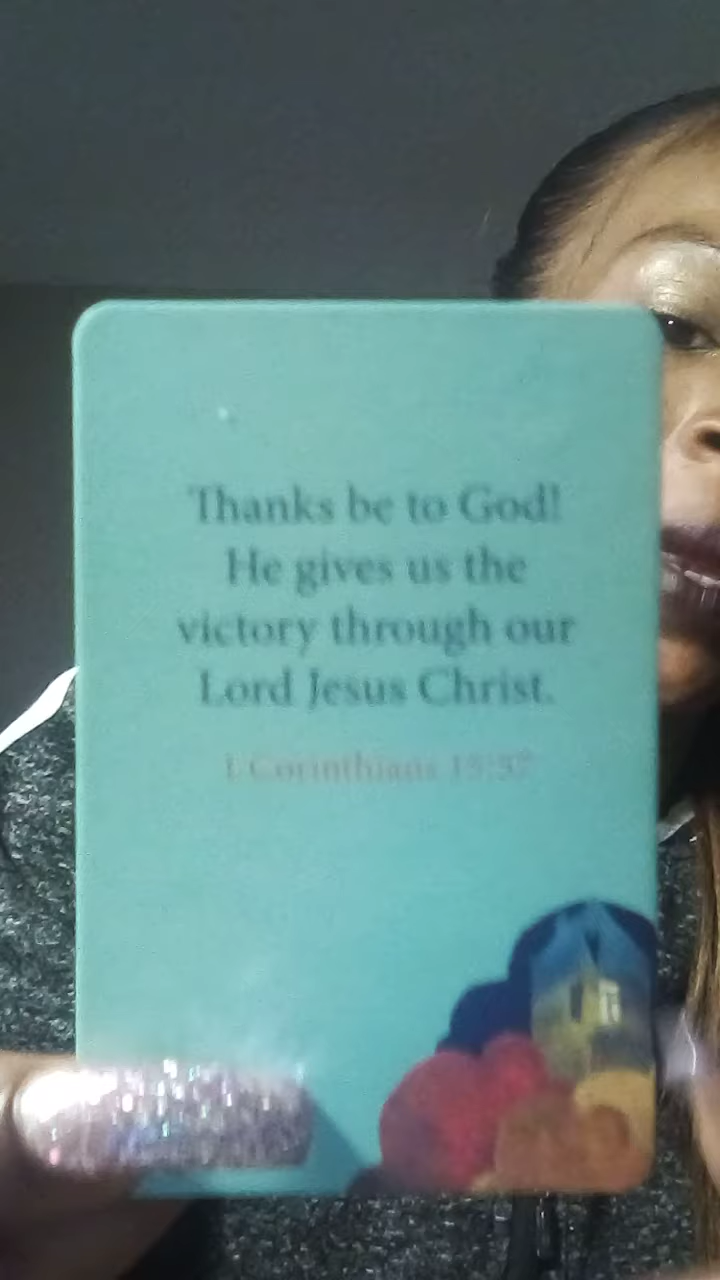 Thanks be to God!
He gives us the
victory through our
Lord Jesus Christ.
1 Corinthians 15:57